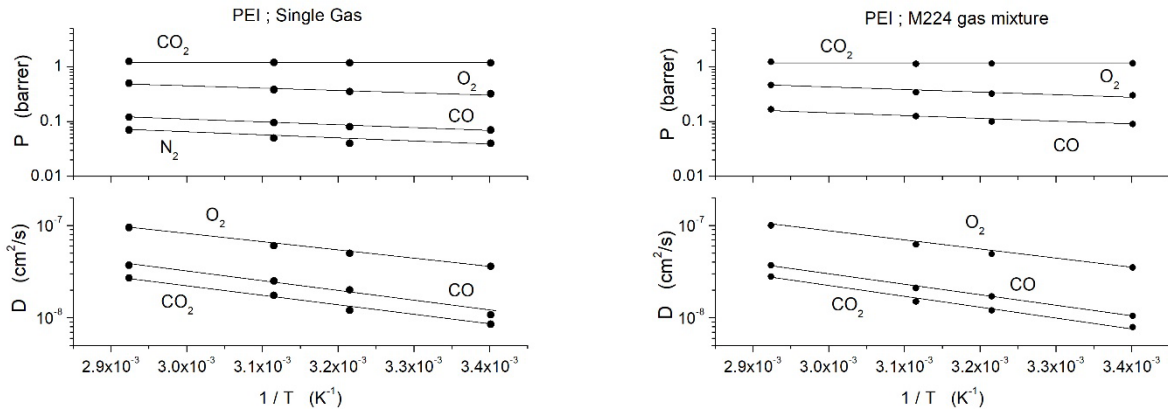 PEI ; Single Gas
CO₂
1
O₂
P (barrer)
0.1
CO
N₂
0.01
O₂
10⁻⁷
D (cm²/s)
CO
CO₂
10⁻⁸
2.9x10⁻³ 3.0x10⁻³ 3.1x10⁻³ 3.2x10⁻³ 3.3x10⁻³ 3.4x10⁻³
1 / T (K⁻¹)
PEI ; M224 gas mixture
CO₂
1
O₂
P (barrer)
0.1
CO
0.01
O₂
10⁻⁷
D (cm²/s)
CO
CO₂
10⁻⁸
2.9x10⁻³ 3.0x10⁻³ 3.1x10⁻³ 3.2x10⁻³ 3.3x10⁻³ 3.4x10⁻³
1 / T (K⁻¹)